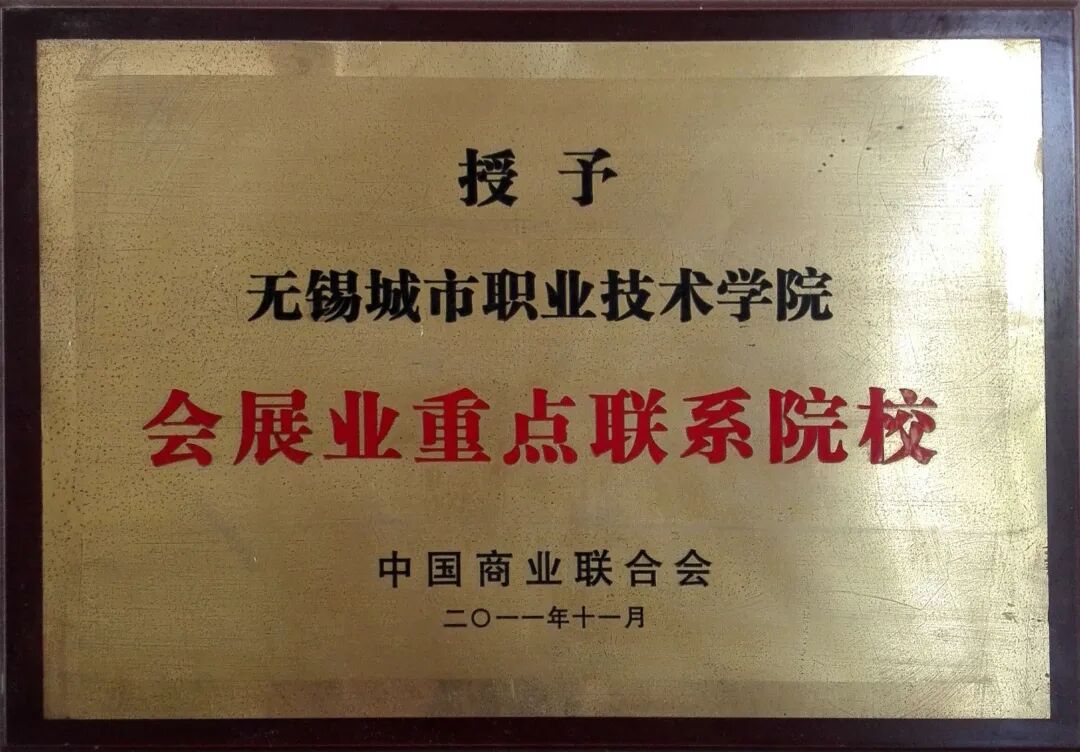 授予
无锡城市职业技术学院
会展业重点联系院校
中国商业联合会
二〇一一年十一月